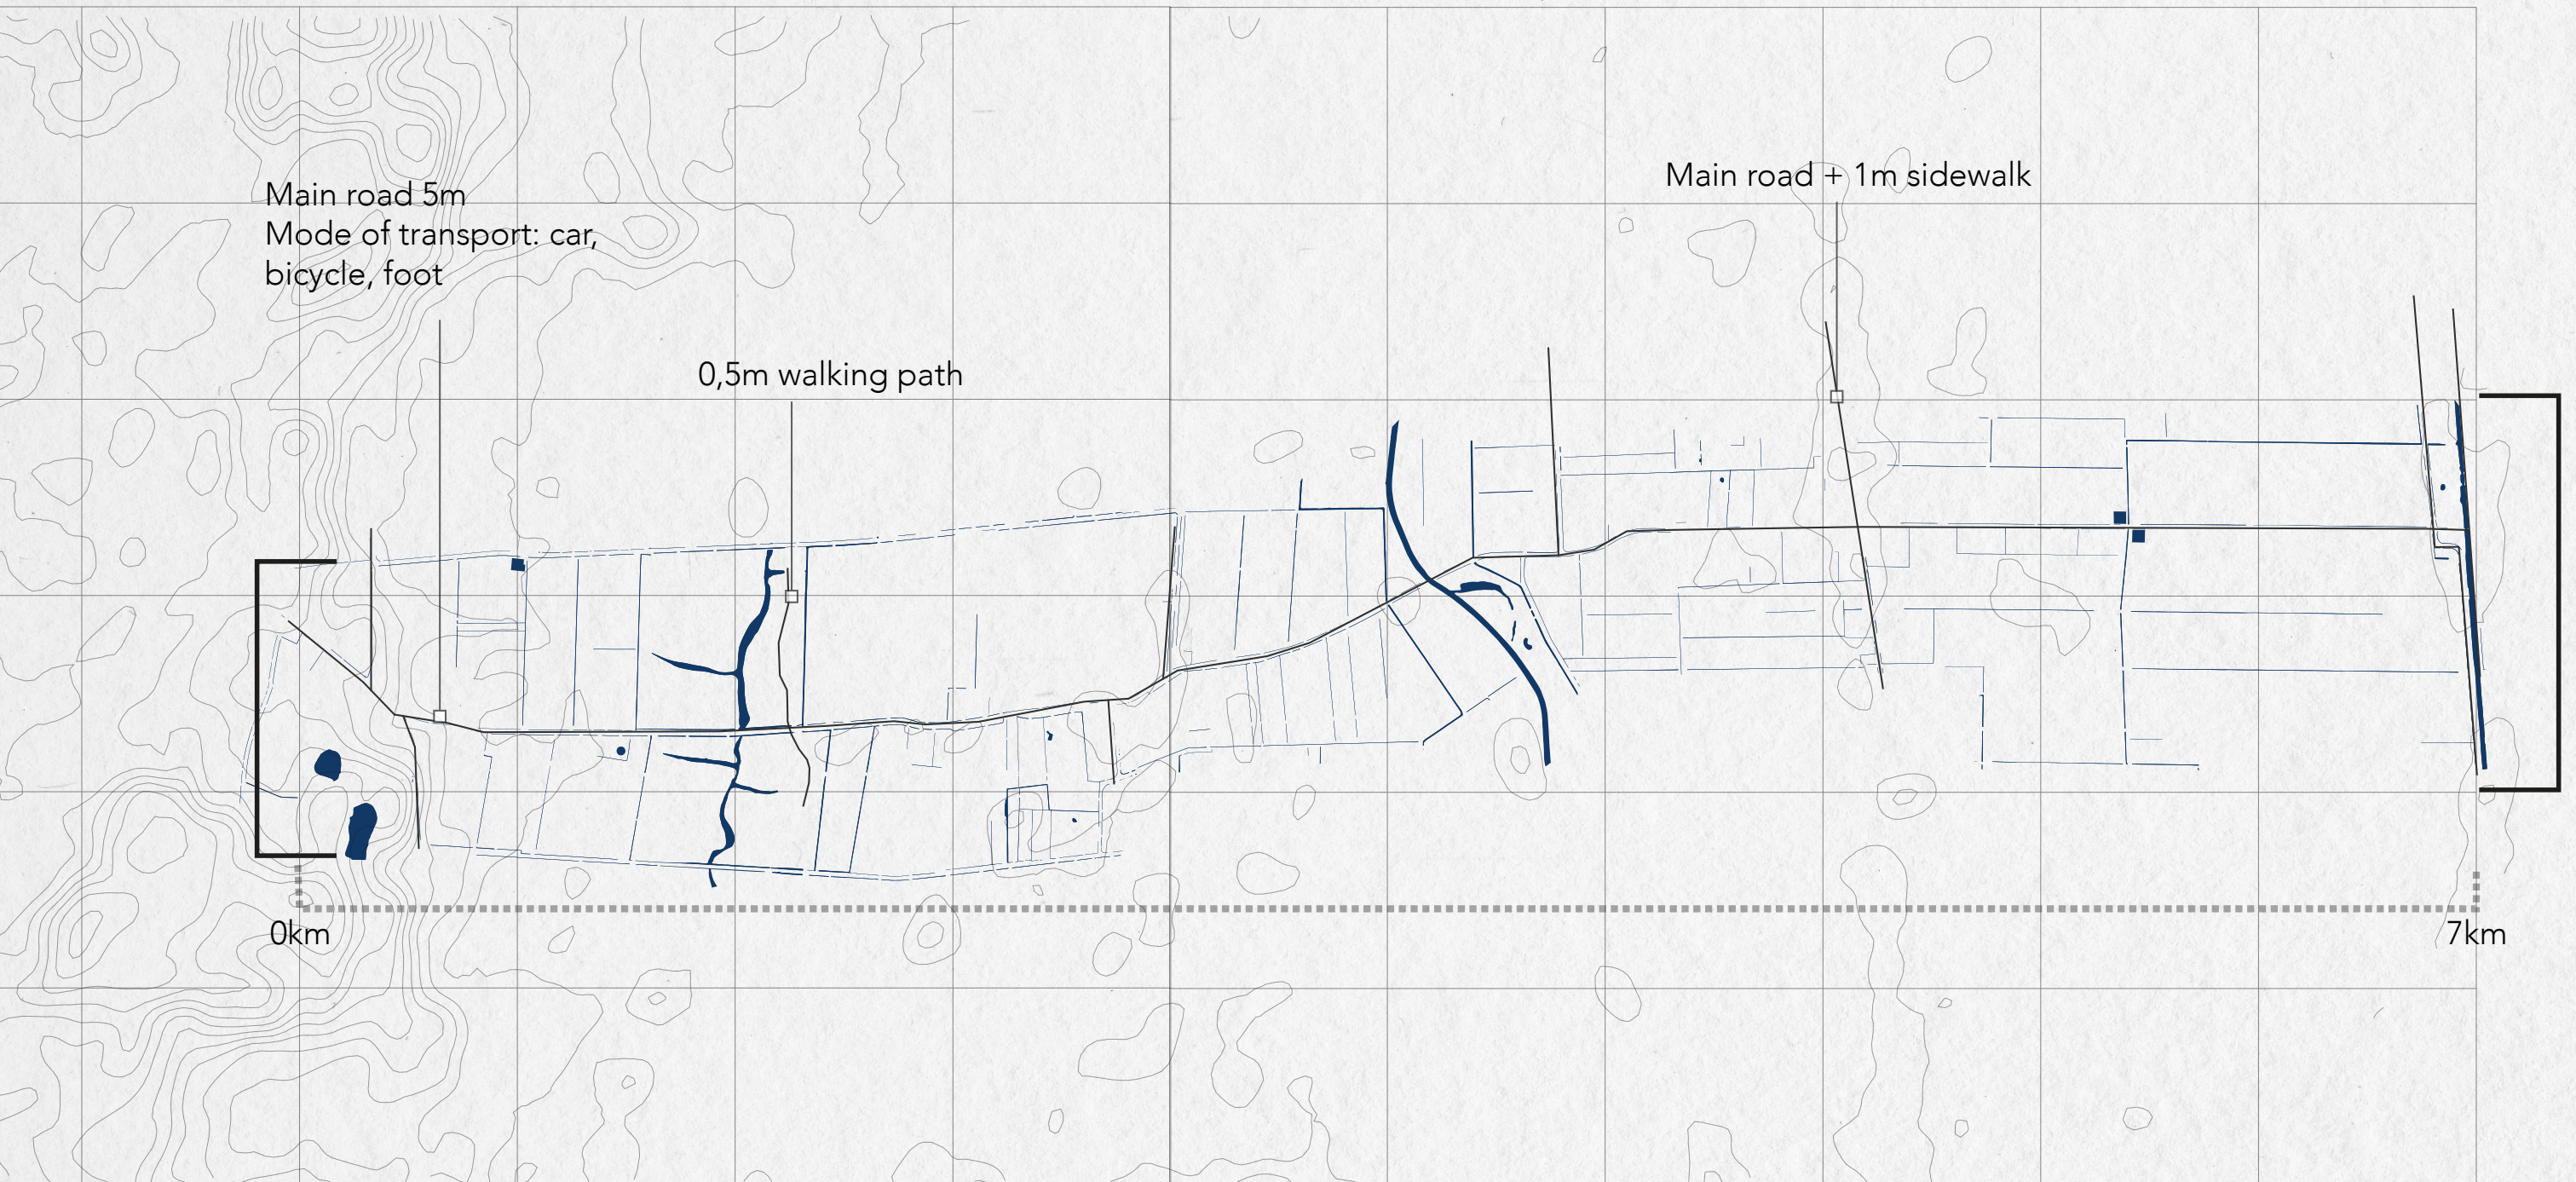 Main road + 1m sidewalk
Main road 5m
Mode of transport: car,
bicycle, foot
0,5m walking path
0km
7km